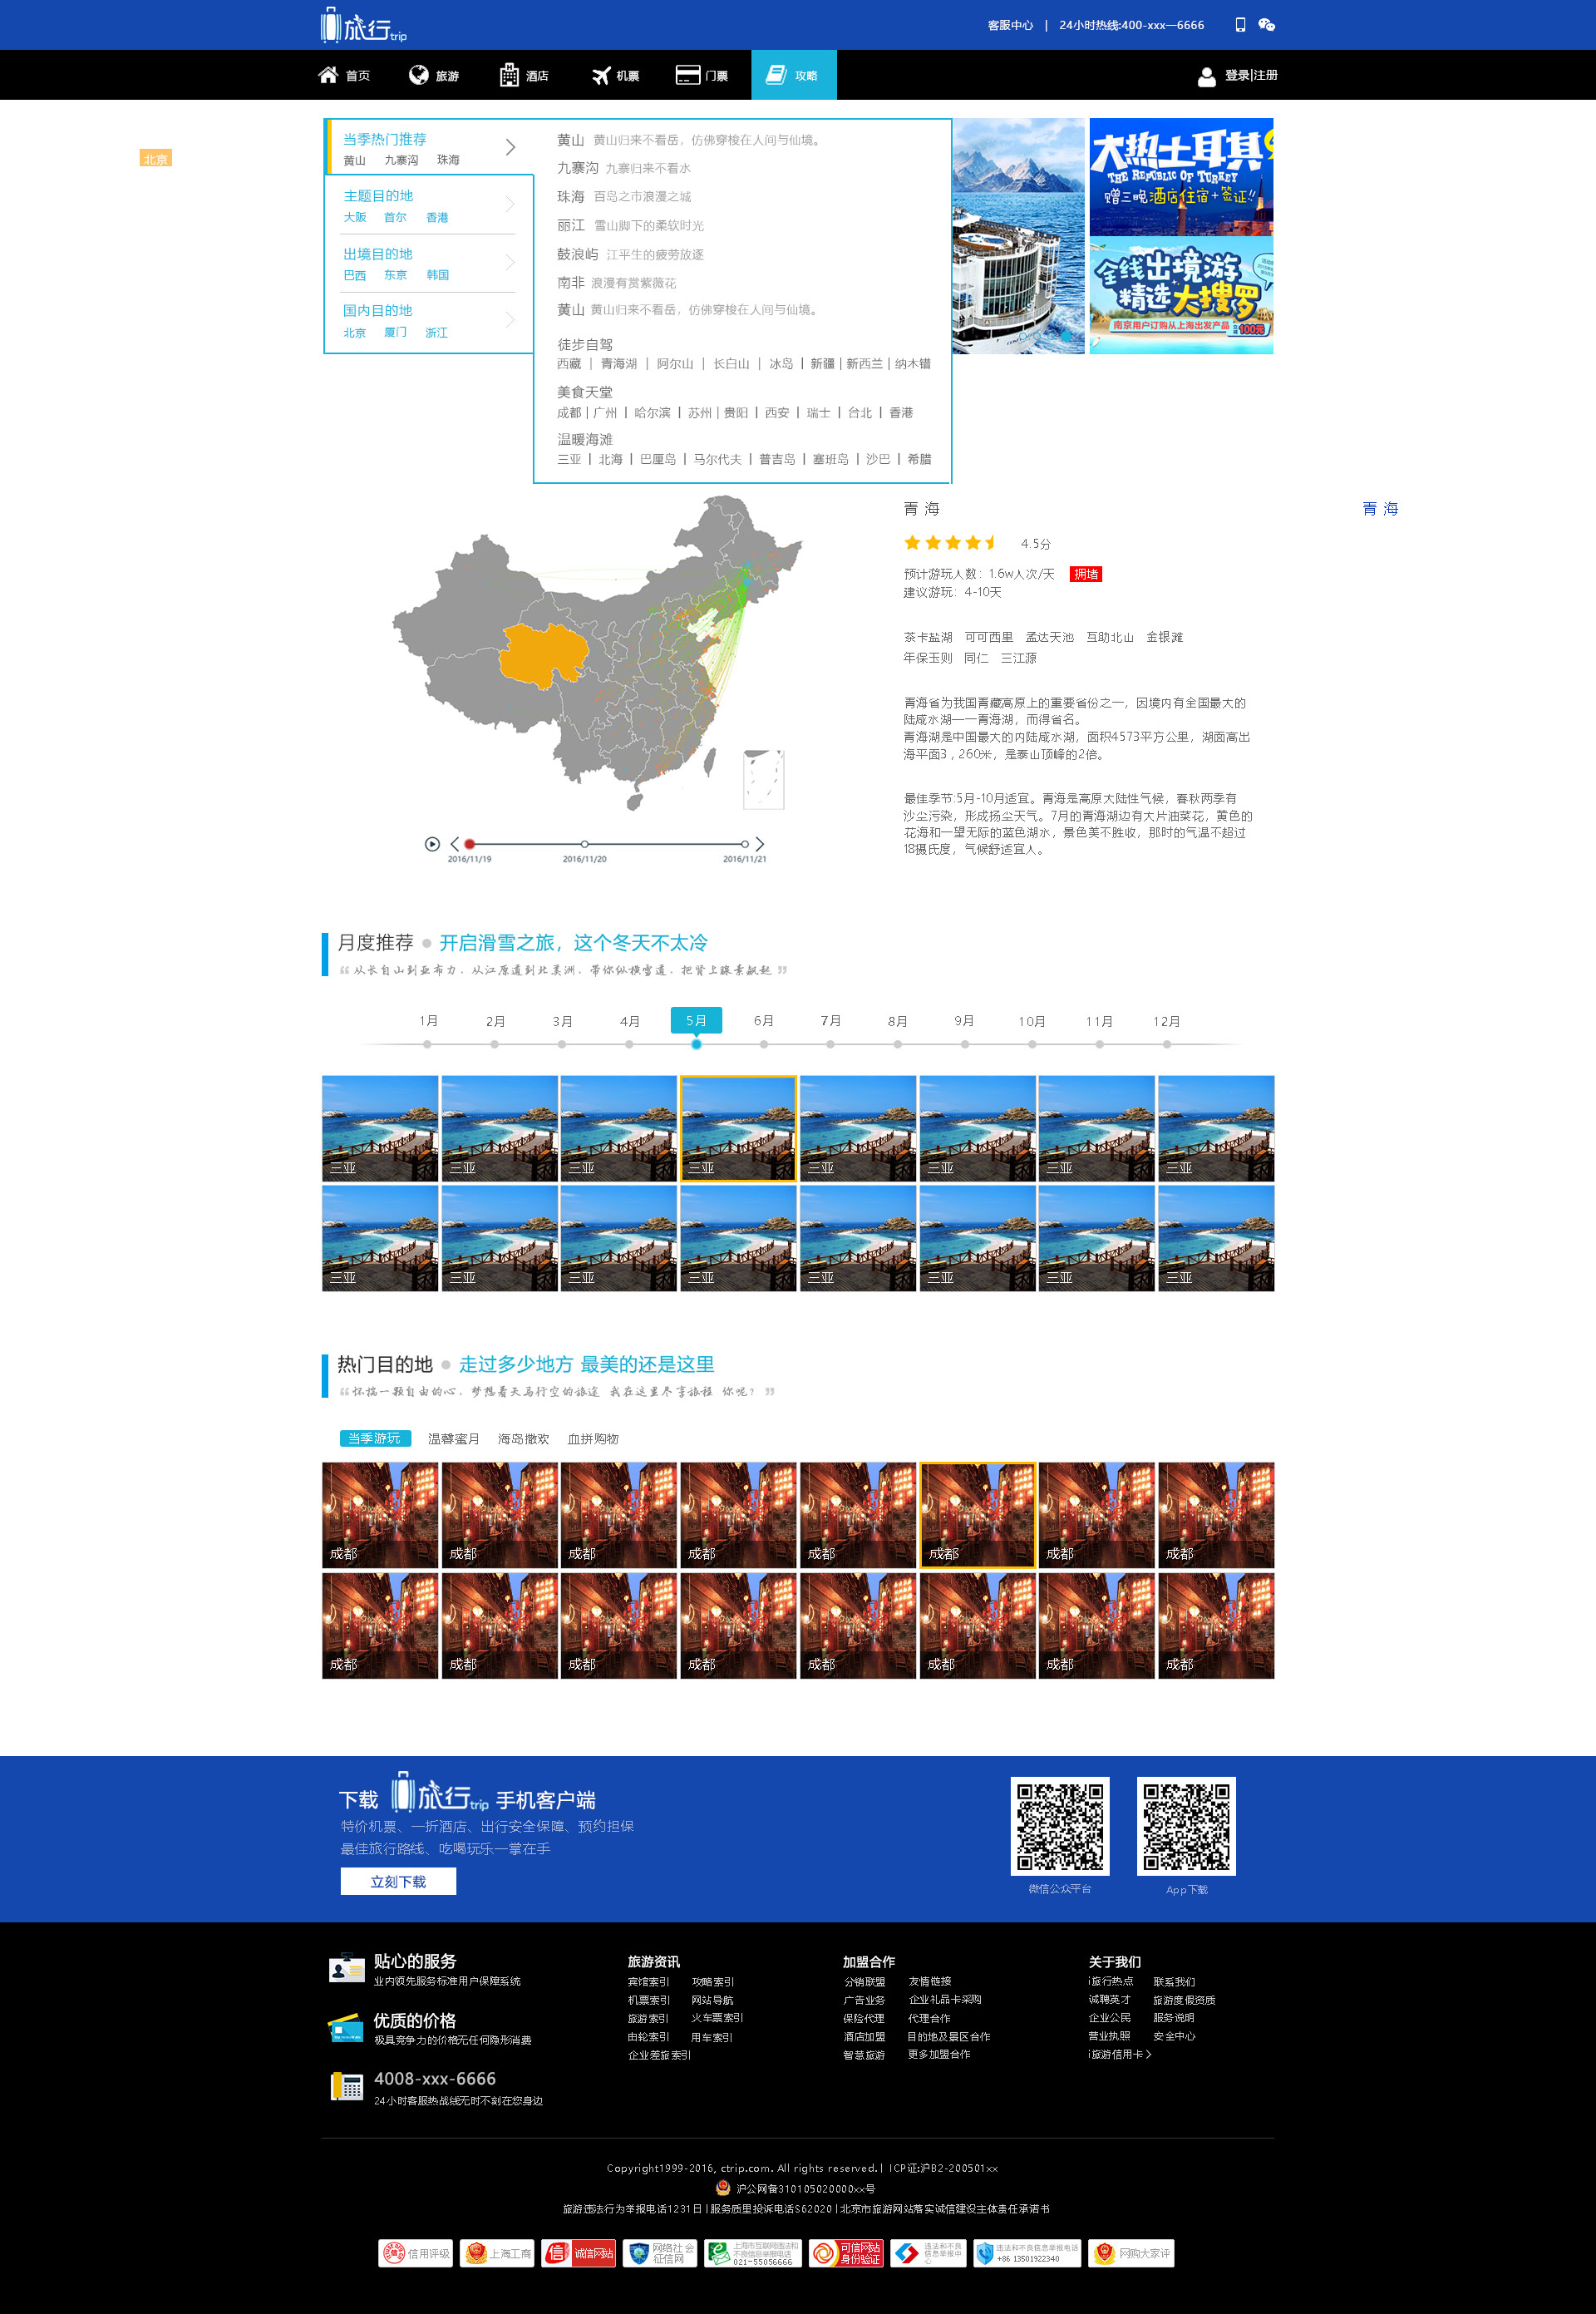 旅行trip
客服中心 | 24小时热线:400-xxx—6666
首页 旅游 酒店 机票 门票 攻略 登录|注册
北京
当季热门推荐
黄山 九寨沟 珠海
主题目的地
大阪 首尔 香港
出境目的地
巴西 东京 韩国
国内目的地
北京 厦门 浙江
黄山 黄山归来不看岳，仿佛穿梭在人间与仙境。
九寨沟 九寨归来不看水
珠海 百岛之市浪漫之城
丽江 雪山脚下的柔软时光
鼓浪屿 江平生的疲劳放逐
南非 浪漫有赏紫薇花
黄山 黄山归来不看岳，仿佛穿梭在人间与仙境。
徒步自驾
西藏 | 青海湖 | 阿尔山 | 长白山 | 冰岛 | 新疆 | 新西兰 | 纳木错
美食天堂
成都 | 广州 | 哈尔滨 | 苏州 | 贵阳 | 西安 | 瑞士 | 台北 | 香港
温暖海滩
三亚 | 北海 | 巴厘岛 | 马尔代夫 | 普吉岛 | 塞班岛 | 沙巴 | 希腊
大热土耳其
THE REPUBLIC OF TURKEY
赠三晚酒店住宿+签证!!
全线出境游
精选大搜罗
南京用户订购从上海出发产品 100元
青 海
青 海
4.5分
预计游玩人数：1.6w人次/天 拥堵
建议游玩：4-10天
茶卡盐湖 可可西里 孟达天池 互助北山 金银滩
年保玉则 同仁 三江源
青海省为我国青藏高原上的重要省份之一，因境内有全国最大的
陆咸水湖—一青海湖，而得省名。
青海湖是中国最大的内陆咸水湖，面积4573平方公里，湖面高出
海平面3，260米，是泰山顶峰的2倍。
最佳季节:5月-10月适宜。青海是高原大陆性气候，春秋两季有
沙尘污染，形成扬尘天气。7月的青海湖边有大片油菜花，黄色的
花海和一望无际的蓝色湖水，景色美不胜收，那时的气温不超过
18摄氏度，气候舒适宜人。
2016/11/19 2016/11/20 2016/11/21
月度推荐 开启滑雪之旅，这个冬天不太冷
“从长自山到亚布力，从江原道到北美洲，带你纵横雪道，把肾上腺素飙起”
1月 2月 3月 4月 5月 6月 7月 8月 9月 10月 11月 12月
三亚 三亚 三亚 三亚 三亚 三亚 三亚 三亚
三亚 三亚 三亚 三亚 三亚 三亚 三亚 三亚
热门目的地 走过多少地方 最美的还是这里
“怀揣一颗自由的心，梦想着天马行空的旅途 我在这里尽享旅程 你呢？”
当季游玩 温馨蜜月 海岛撒欢 血拼购物
成都 成都 成都 成都 成都 成都 成都 成都
成都 成都 成都 成都 成都 成都 成都 成都
下载 旅行trip 手机客户端
特价机票、一折酒店、出行安全保障、预约担保
最佳旅行路线、吃喝玩乐一掌在手
立刻下载
微信公众平台 App下载
贴心的服务
业内领先服务标准用户保障系统
优质的价格
极具竞争力的价格无任何隐形消费
4008-xxx-6666
24小时客服热战线无时不刻在您身边
旅游资讯
宾馆索引 攻略索引
机票索引 网站导航
旅游索引 火车票索引
由轮索引 用车索引
企业差旅索引
加盟合作
分销联盟 友情链接
广告业务 企业礼品卡采购
保险代理 代理合作
酒店加盟 目的地及景区合作
智慧旅游 更多加盟合作
关于我们
i旅行热点 联系我们
诚聘英才 旅游度假资质
企业公民 服务说明
营业执照 安全中心
i旅游信用卡>
Copyright1999-2016, ctrip.com. All rights reserved. | ICP证:沪B2-200501xx
沪公网备310105020000xx号
旅游违法行为举报电话1231日 | 服务质里投诉电话S62020 | 北京市旅游网站落实诚信建设主体责任承诺书
信用评级
上海工商
诚信网站
网络社会
征信网
上海市互联网违法和
不良信息举报电话
021-55056666
可信网站
身份验证
违法和不良
信息举报中
心
违法和不良信息举报电话
+86 13501922340
网购大家评